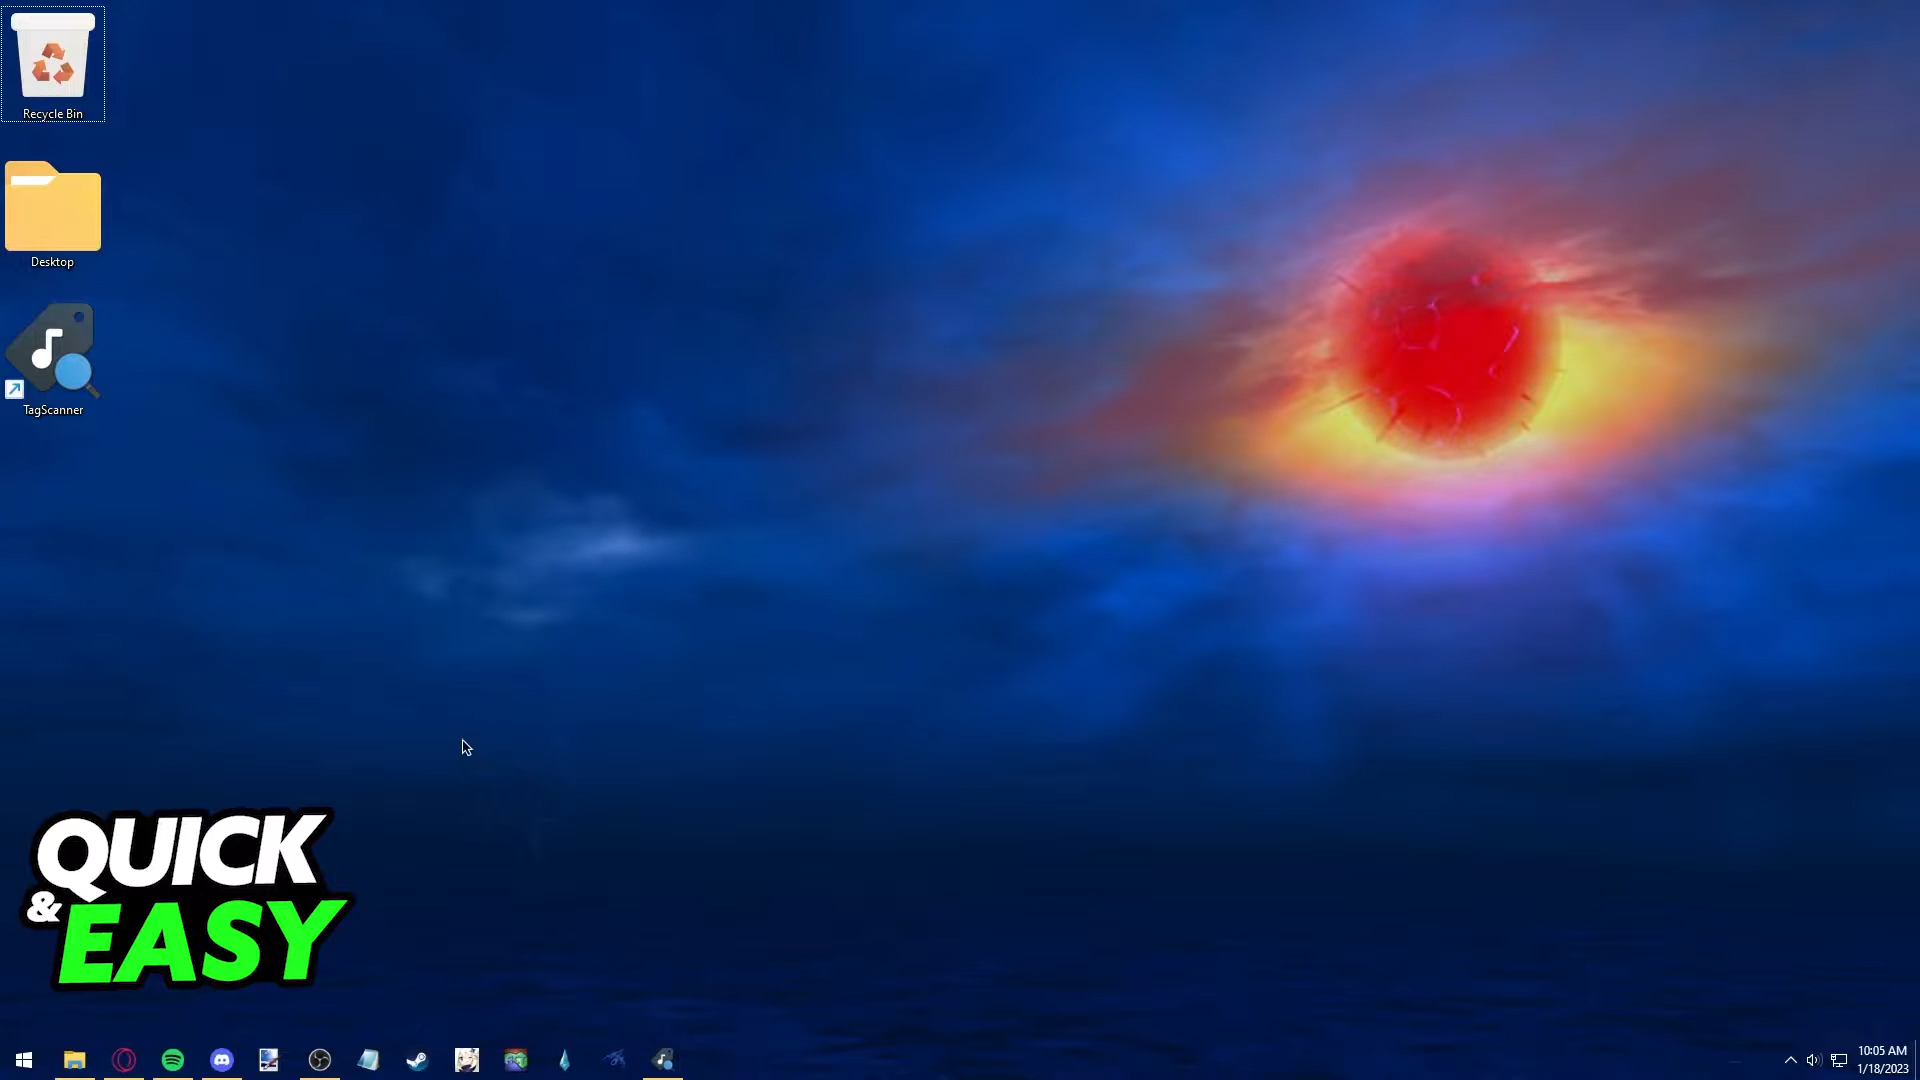 Recycle Bin
Desktop
TagScanner
QUICK
& EASY
10:05 AM
1/18/2023